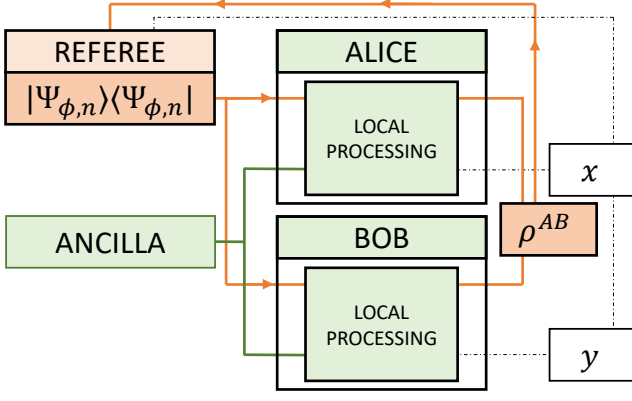 REFEREE
|Ψ_{ϕ,n}⟩⟨Ψ_{ϕ,n}|
ALICE
LOCAL
PROCESSING
x
ANCILLA
BOB
ρ^{AB}
LOCAL
PROCESSING
y